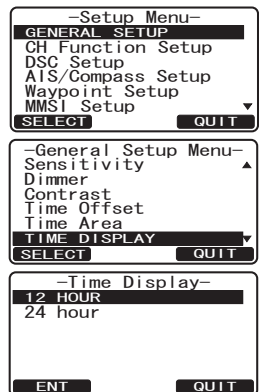 -Setup Menu-
GENERAL SETUP
CH Function Setup
DSC Setup
AIS/Compass Setup
Waypoint Setup
MMSI Setup
SELECT QUIT
-General Setup Menu-
Sensitivity
Dimmer
Contrast
Time Offset
Time Area
TIME DISPLAY
SELECT QUIT
-Time Display-
12 HOUR
24 hour
ENT QUIT